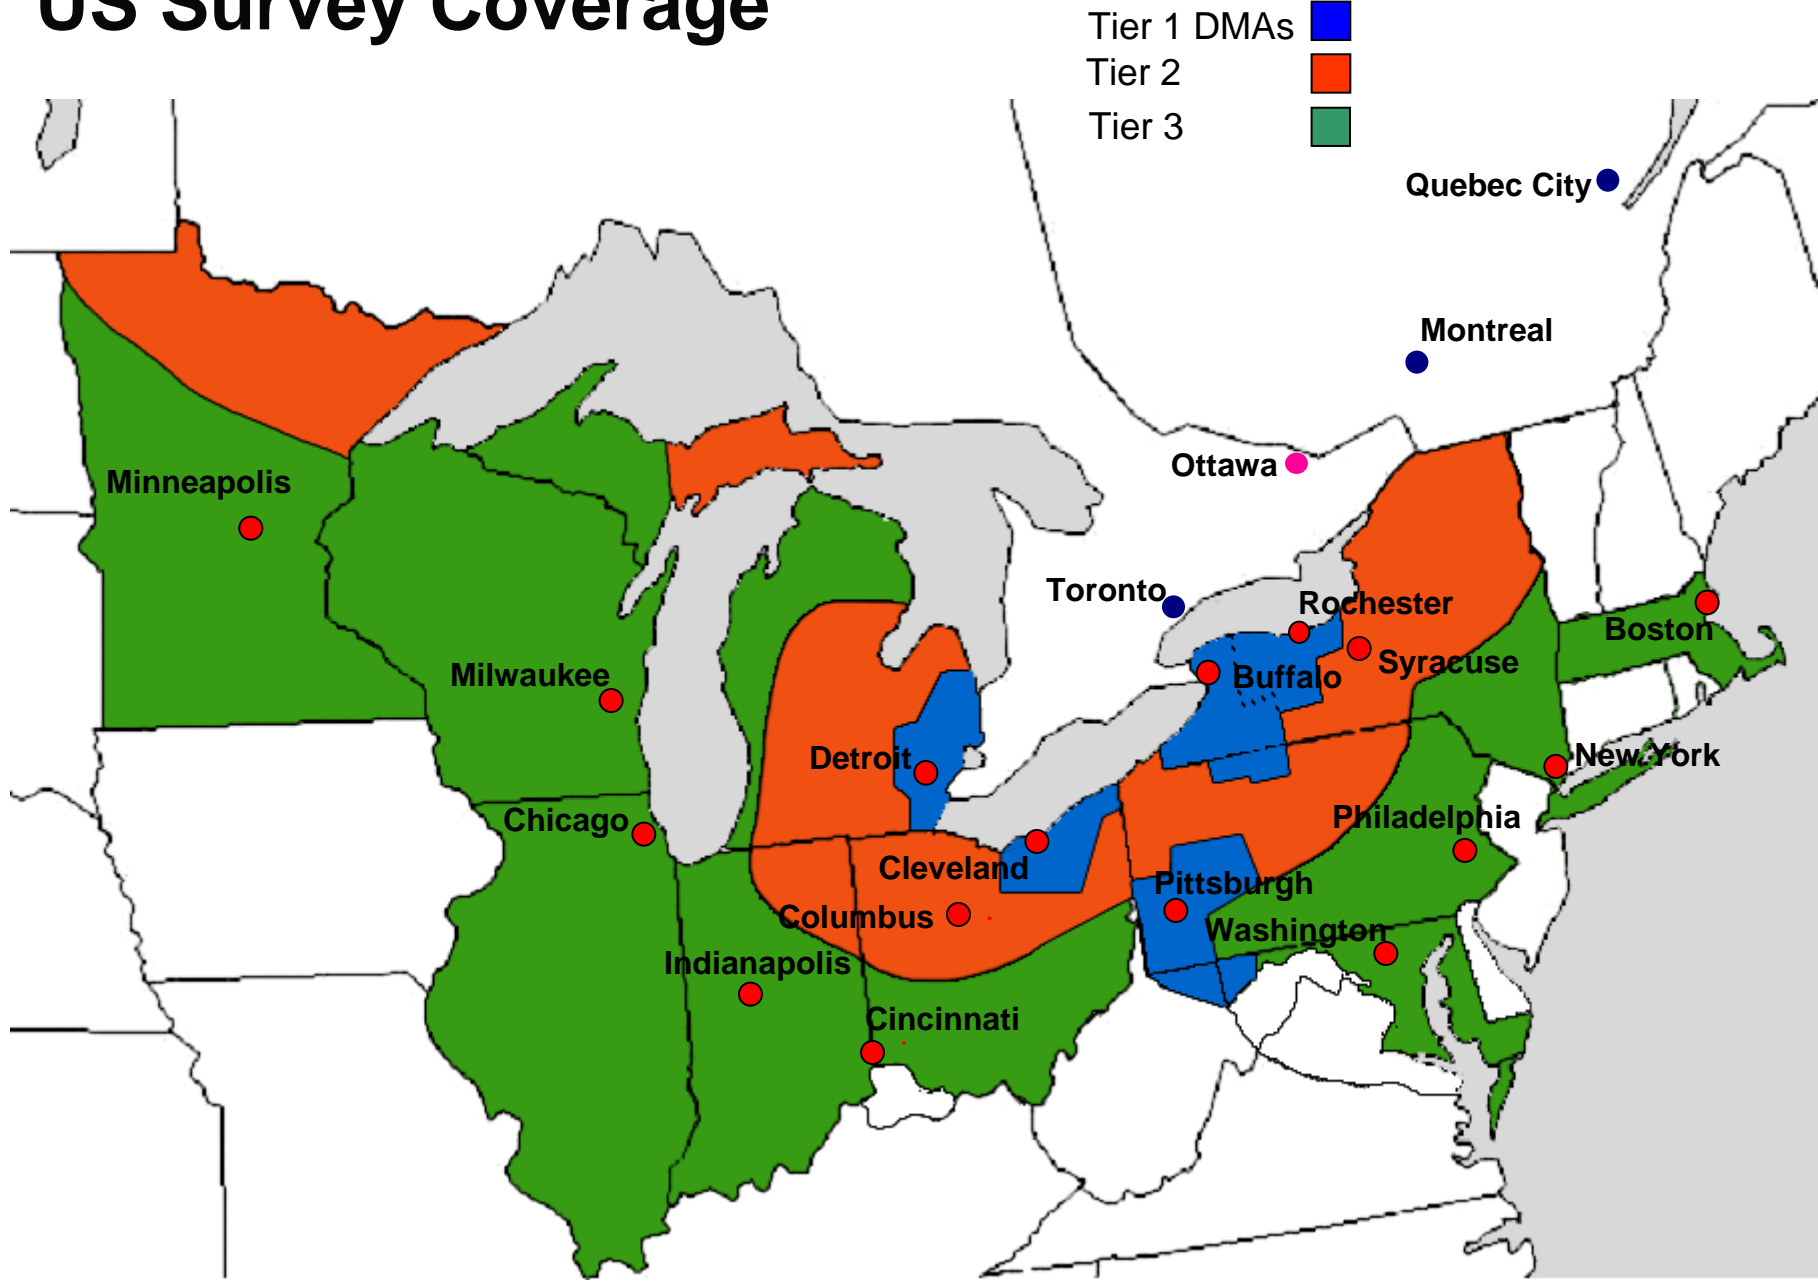 US Survey Coverage
Tier 1 DMAs
Tier 2
Tier 3
Quebec City
Montreal
Ottawa
Minneapolis
Toronto
Rochester
Boston
Syracuse
Buffalo
Milwaukee
New York
Detroit
Chicago
Philadelphia
Cleveland
Pittsburgh
Columbus
Washington
Indianapolis
Cincinnati